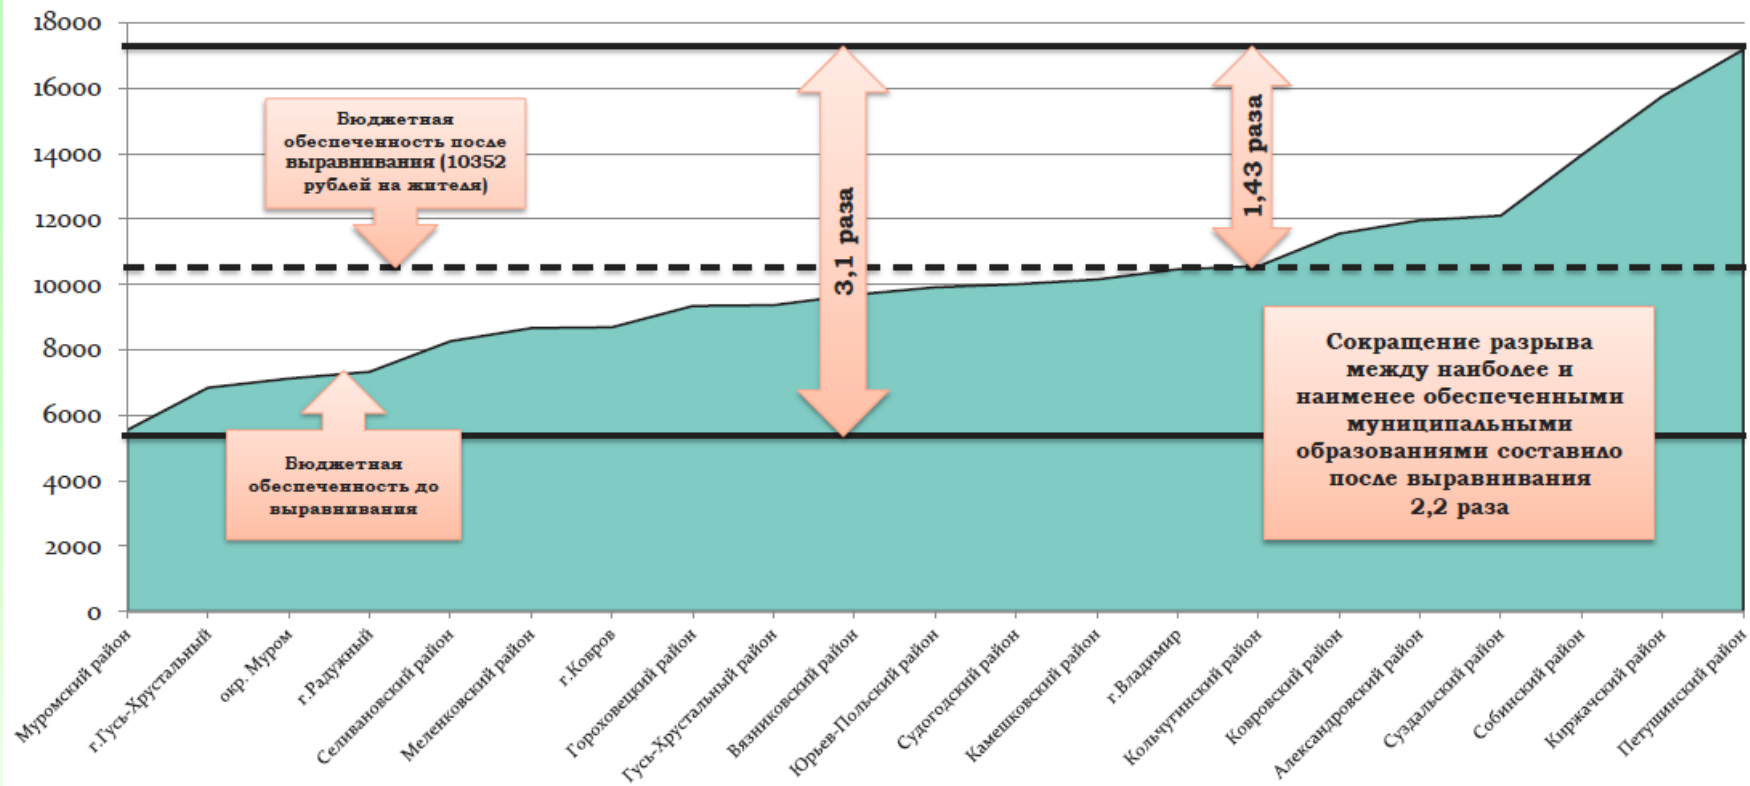 18000
16000
14000
12000
10000
8000
6000
4000
2000
0
Бюджетная
обеспеченность после
выравнивания (10352
рублей на жителя)
3,1 раза
1,43 раза
Бюджетная
обеспеченность до
выравнивания
Сокращение разрыва
между наиболее и
наименее обеспеченными
муниципальными
образованиями составило
после выравнивания
2,2 раза
Муромский район
г.Гусь-Хрустальный
окр. Муром
г.Радужный
Селивановский район
Меленковский район
г.Ковров
Гороховецкий район
Гусь-Хрустальный район
Вязниковский район
Юрьев-Польский район
Судогодский район
Камешковский район
г.Владимир
Кольчугинский район
Ковровский район
Александровский район
Суздальский район
Собинский район
Киржачский район
Петушинский район